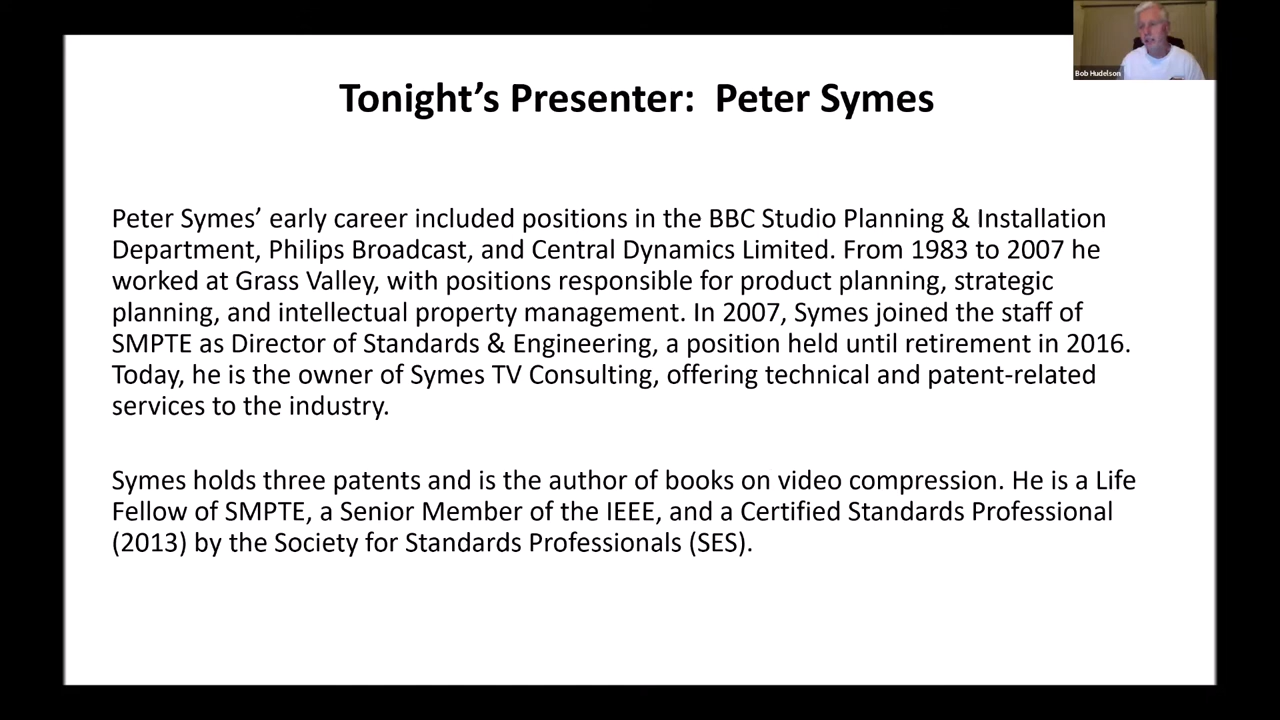 Tonight’s Presenter:  Peter Symes
Bob Hudelson
Peter Symes’ early career included positions in the BBC Studio Planning & Installation
Department, Philips Broadcast, and Central Dynamics Limited. From 1983 to 2007 he
worked at Grass Valley, with positions responsible for product planning, strategic
planning, and intellectual property management. In 2007, Symes joined the staff of
SMPTE as Director of Standards & Engineering, a position held until retirement in 2016.
Today, he is the owner of Symes TV Consulting, offering technical and patent-related
services to the industry.
Symes holds three patents and is the author of books on video compression. He is a Life
Fellow of SMPTE, a Senior Member of the IEEE, and a Certified Standards Professional
(2013) by the Society for Standards Professionals (SES).